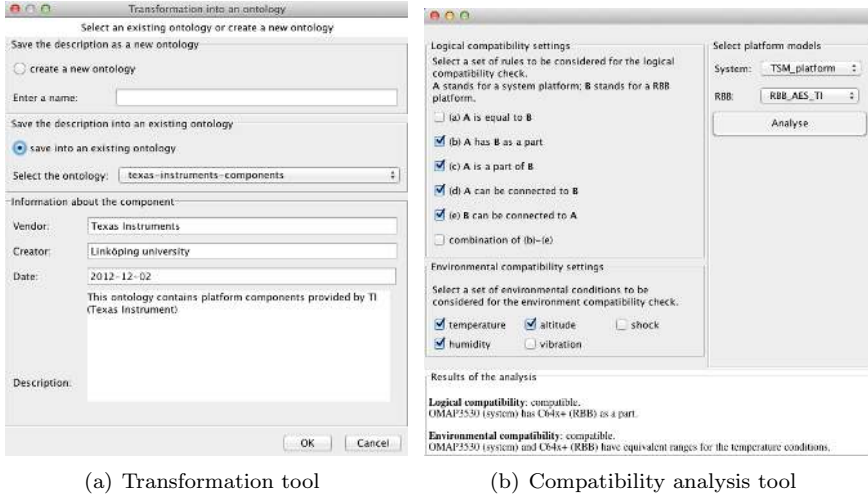 Transformation into an ontology
Select an existing ontology or create a new ontology
Save the description as a new ontology
create a new ontology
Enter a name:
Save the description into an existing ontology
save into an existing ontology
Select the ontology: texas-instruments-components
Information about the component
Vendor: Texas Instruments
Creator: Linköping university
Date: 2012-12-02
This ontology contains platform components provided by TI
(Texas Instrument)
Description:
OK Cancel
(a) Transformation tool
Logical compatibility settings
Select a set of rules to be considered for the logical
compatibility check.
A stands for a system platform; B stands for a RBB
platform.
(a) A is equal to B
(b) A has B as a part
(c) A is a part of B
(d) A can be connected to B
(e) B can be connected to A
combination of (b)-(e)
Environmental compatibility settings
Select a set of environmental conditions to be
considered for the environment compatibility check.
temperature altitude shock
humidity vibration
Select platform models
System: TSM_platform
RBB: RBB_AES_TI
Analyse
Results of the analysis
Logical compatibility: compatible.
OMAP3530 (system) has C64x+ (RBB) as a part.
Environmental compatibility: compatible.
OMAP3530 (system) and C64x+ (RBB) have equivalent ranges for the temperature conditions,
(b) Compatibility analysis tool